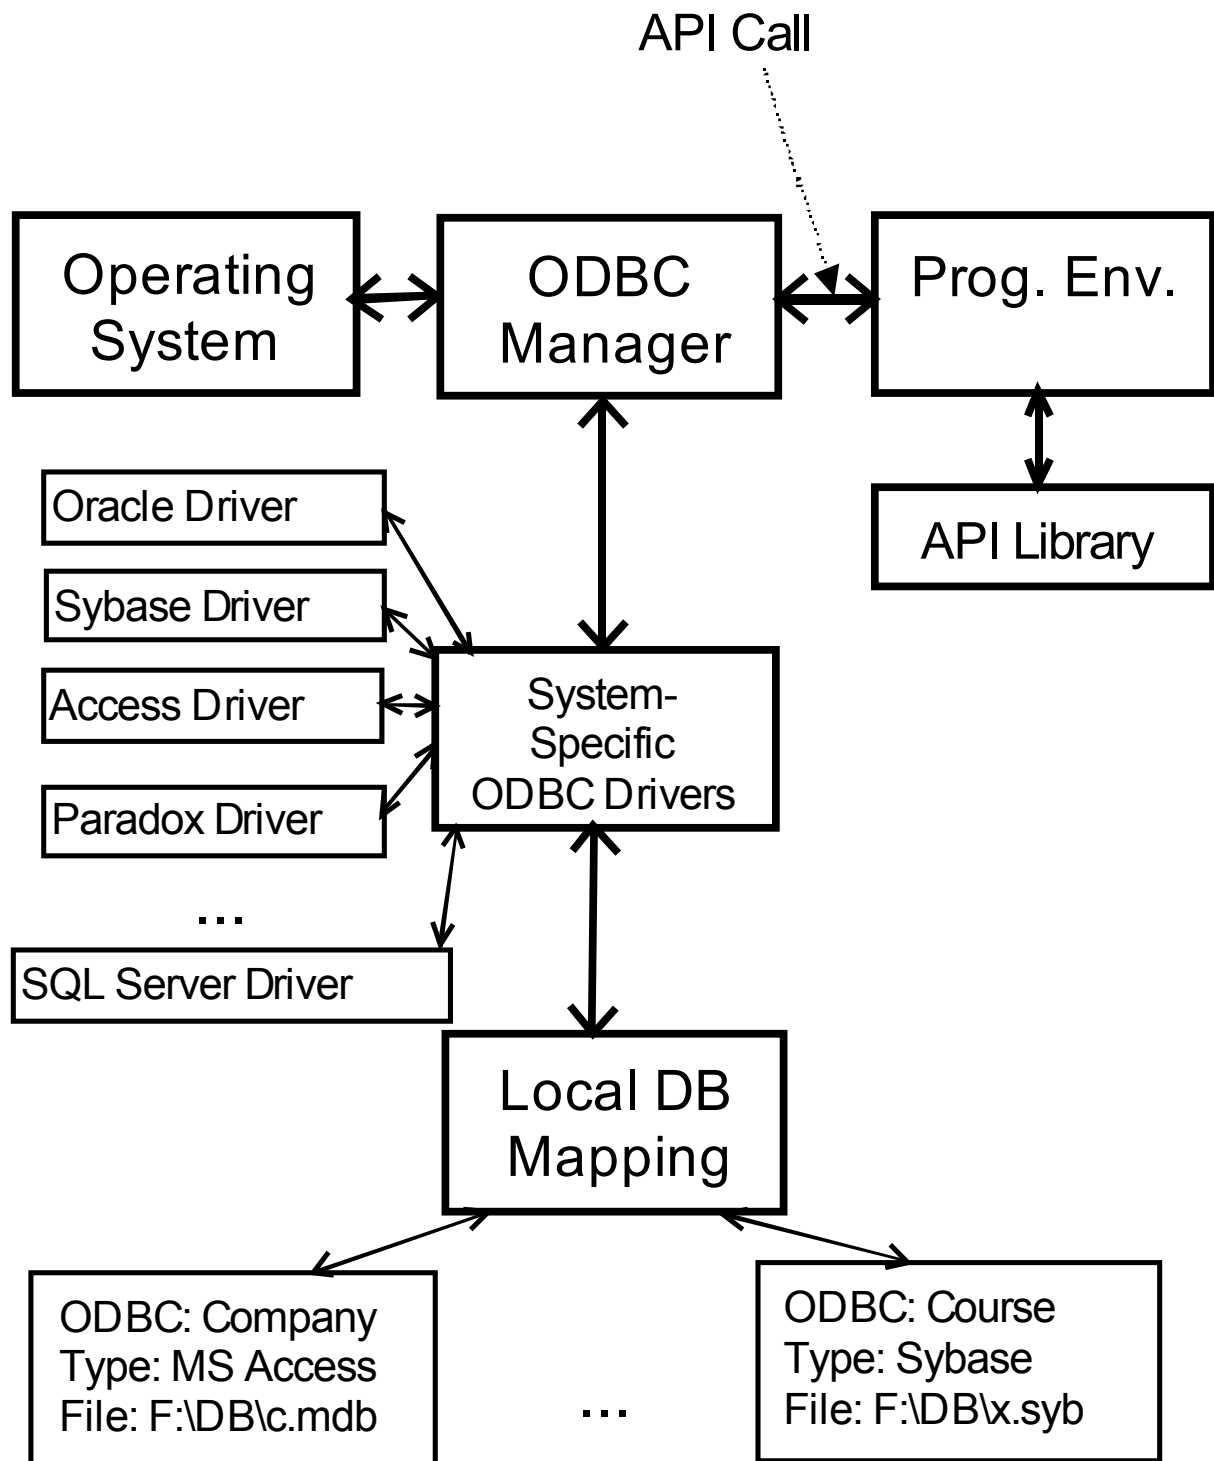 API Call
Operating
System
ODBC
Manager
Prog. Env.
API Library
Oracle Driver
Sybase Driver
Access Driver
Paradox Driver
...
SQL Server Driver
System-
Specific
ODBC Drivers
Local DB
Mapping
ODBC: Company
Type: MS Access
File: F:\DB\c.mdb
...
ODBC: Course
Type: Sybase
File: F:\DB\x.syb